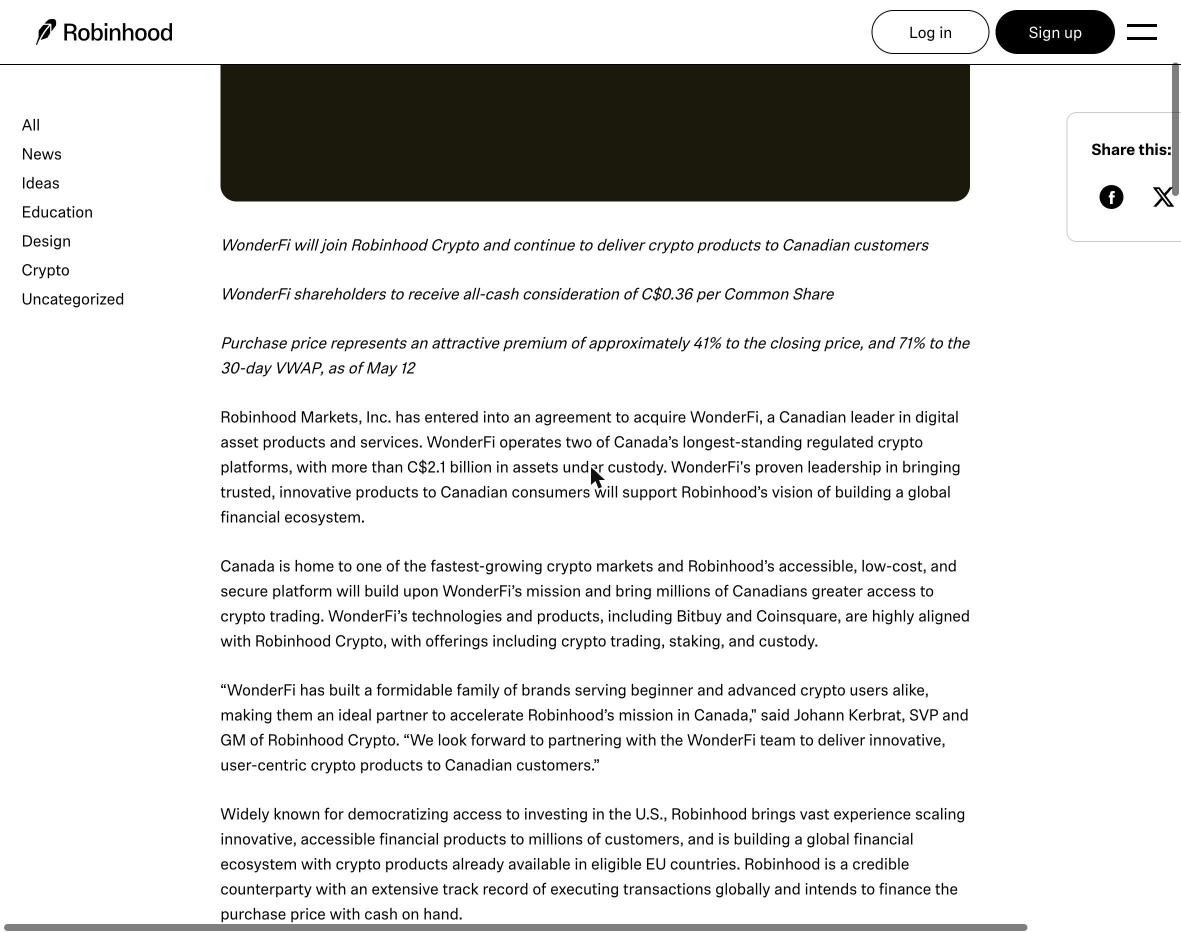 Robinhood
Log in
Sign up
All
News
Ideas
Education
Design
Crypto
Uncategorized
Share this:
WonderFi will join Robinhood Crypto and continue to deliver crypto products to Canadian customers
WonderFi shareholders to receive all-cash consideration of C$0.36 per Common Share
Purchase price represents an attractive premium of approximately 41% to the closing price, and 71% to the
30-day VWAP, as of May 12
Robinhood Markets, Inc. has entered into an agreement to acquire WonderFi, a Canadian leader in digital
asset products and services. WonderFi operates two of Canada’s longest-standing regulated crypto
platforms, with more than C$2.1 billion in assets under custody. WonderFi’s proven leadership in bringing
trusted, innovative products to Canadian consumers will support Robinhood’s vision of building a global
financial ecosystem.
Canada is home to one of the fastest-growing crypto markets and Robinhood’s accessible, low-cost, and
secure platform will build upon WonderFi’s mission and bring millions of Canadians greater access to
crypto trading. WonderFi’s technologies and products, including Bitbuy and Coinsquare, are highly aligned
with Robinhood Crypto, with offerings including crypto trading, staking, and custody.
“WonderFi has built a formidable family of brands serving beginner and advanced crypto users alike,
making them an ideal partner to accelerate Robinhood’s mission in Canada," said Johann Kerbrat, SVP and
GM of Robinhood Crypto. “We look forward to partnering with the WonderFi team to deliver innovative,
user-centric crypto products to Canadian customers.”
Widely known for democratizing access to investing in the U.S., Robinhood brings vast experience scaling
innovative, accessible financial products to millions of customers, and is building a global financial
ecosystem with crypto products already available in eligible EU countries. Robinhood is a credible
counterparty with an extensive track record of executing transactions globally and intends to finance the
purchase price with cash on hand.